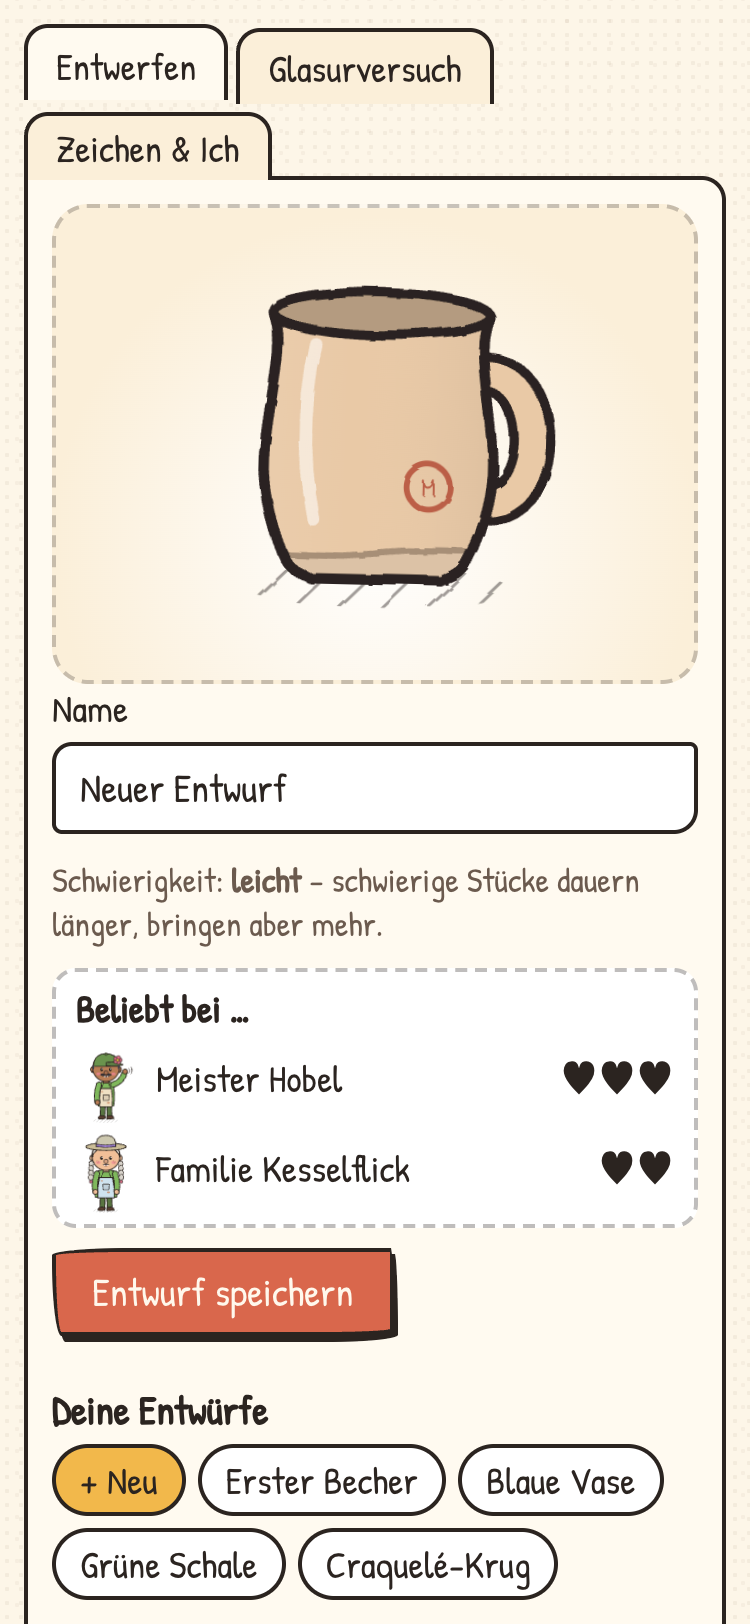 Entwerfen
Glasurversuch
Zeichen & Ich
M
Name
Neuer Entwurf
Schwierigkeit: leicht – schwierige Stücke dauern
länger, bringen aber mehr.
Beliebt bei ...
Meister Hobel
Familie Kesselflick
Entwurf speichern
Deine Entwürfe
+ Neu
Erster Becher
Blaue Vase
Grüne Schale
Craquelé-Krug